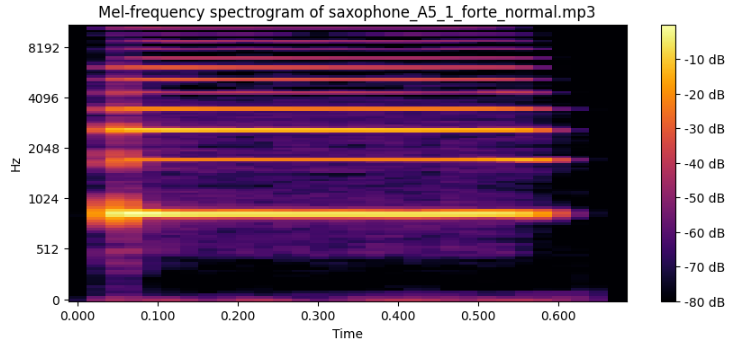 Mel-frequency spectrogram of saxophone_A5_1_forte_normal.mp3
8192
4096
2048
1024
512
0
Hz
0.000 0.100 0.200 0.300 0.400 0.500 0.600
Time
-10 dB
-20 dB
-30 dB
-40 dB
-50 dB
-60 dB
-70 dB
-80 dB